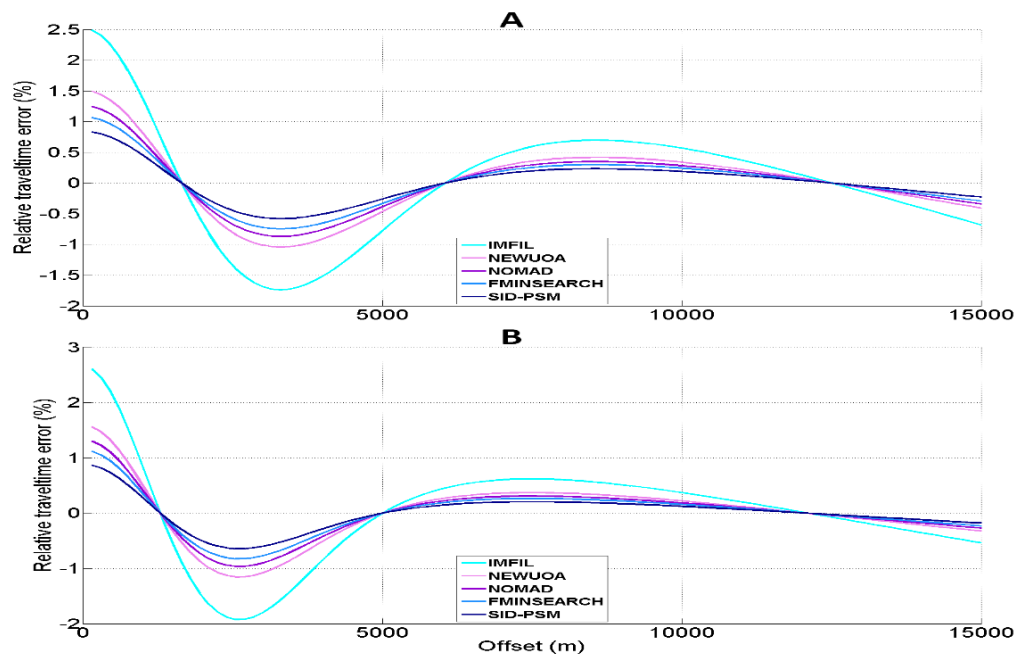 A
2.5
2
1.5
1
0.5
0
-0.5
-1
-1.5
-2
Relative traveltime error (%)
IMFIL
NEWUOA
NOMAD
FMINSEARCH
SID-PSM
0 5000 10000 15000
B
3
2
1
0
-1
-2
Relative traveltime error (%)
IMFIL
NEWUOA
NOMAD
FMINSEARCH
SID-PSM
0 5000 10000 15000
Offset (m)